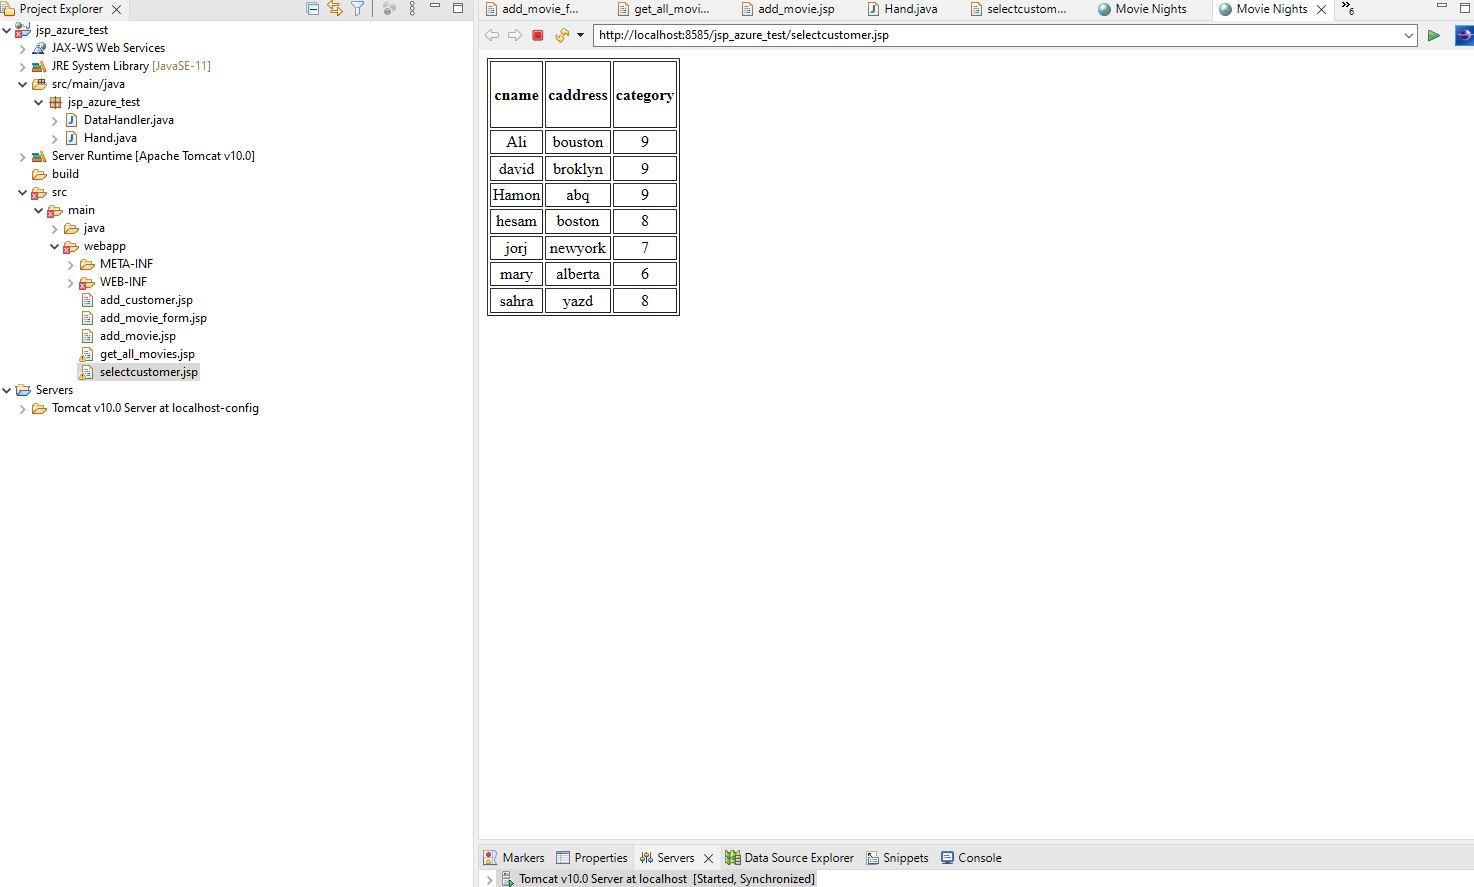 Project Explorer
jsp_azure_test
JAX-WS Web Services
JRE System Library [JavaSE-11]
src/main/java
jsp_azure_test
DataHandler.java
Hand.java
Server Runtime [Apache Tomcat v10.0]
build
src
main
java
webapp
META-INF
WEB-INF
add_customer.jsp
add_movie_form.jsp
add_movie.jsp
get_all_movies.jsp
selectcustomer.jsp
Servers
Tomcat v10.0 Server at localhost-config
add_movie_f... get_all_movi... add_movie.jsp Hand.java selectcustom... Movie Nights Movie Nights »6
http://localhost:8585/jsp_azure_test/selectcustomer.jsp
cname caddress category
Ali bouston 9
david broklyn 9
Hamon abq 9
hesam boston 8
jorj newyork 7
mary alberta 6
sahra yazd 8
Markers Properties Servers Data Source Explorer Snippets Console
Tomcat v10.0 Server at localhost [Started, Synchronized]